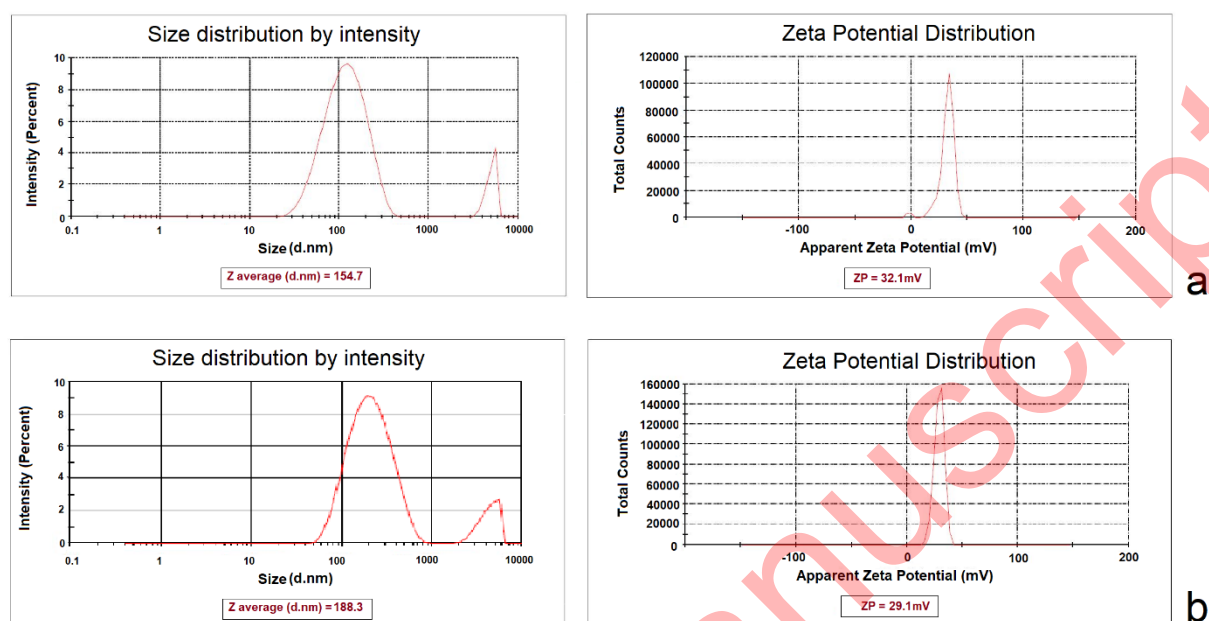 Size distribution by intensity
Intensity (Percent)
10
8
6
4
2
0
0.1 1 10 100 1000 10000
Size (d.nm)
Z average (d.nm) = 154.7
Zeta Potential Distribution
Total Counts
120000
100000
80000
60000
40000
20000
0
-100 0 100 200
Apparent Zeta Potential (mV)
ZP = 32.1mV
a
Size distribution by intensity
Intensity (Percent)
10
8
6
4
2
0
0.1 1 10 100 1000 10000
Size (d.nm)
Z average (d.nm) =188.3
Zeta Potential Distribution
Total Counts
160000
140000
120000
100000
80000
60000
40000
20000
0
-100 0 100 200
Apparent Zeta Potential (mV)
ZP = 29.1mV
b
nuscript